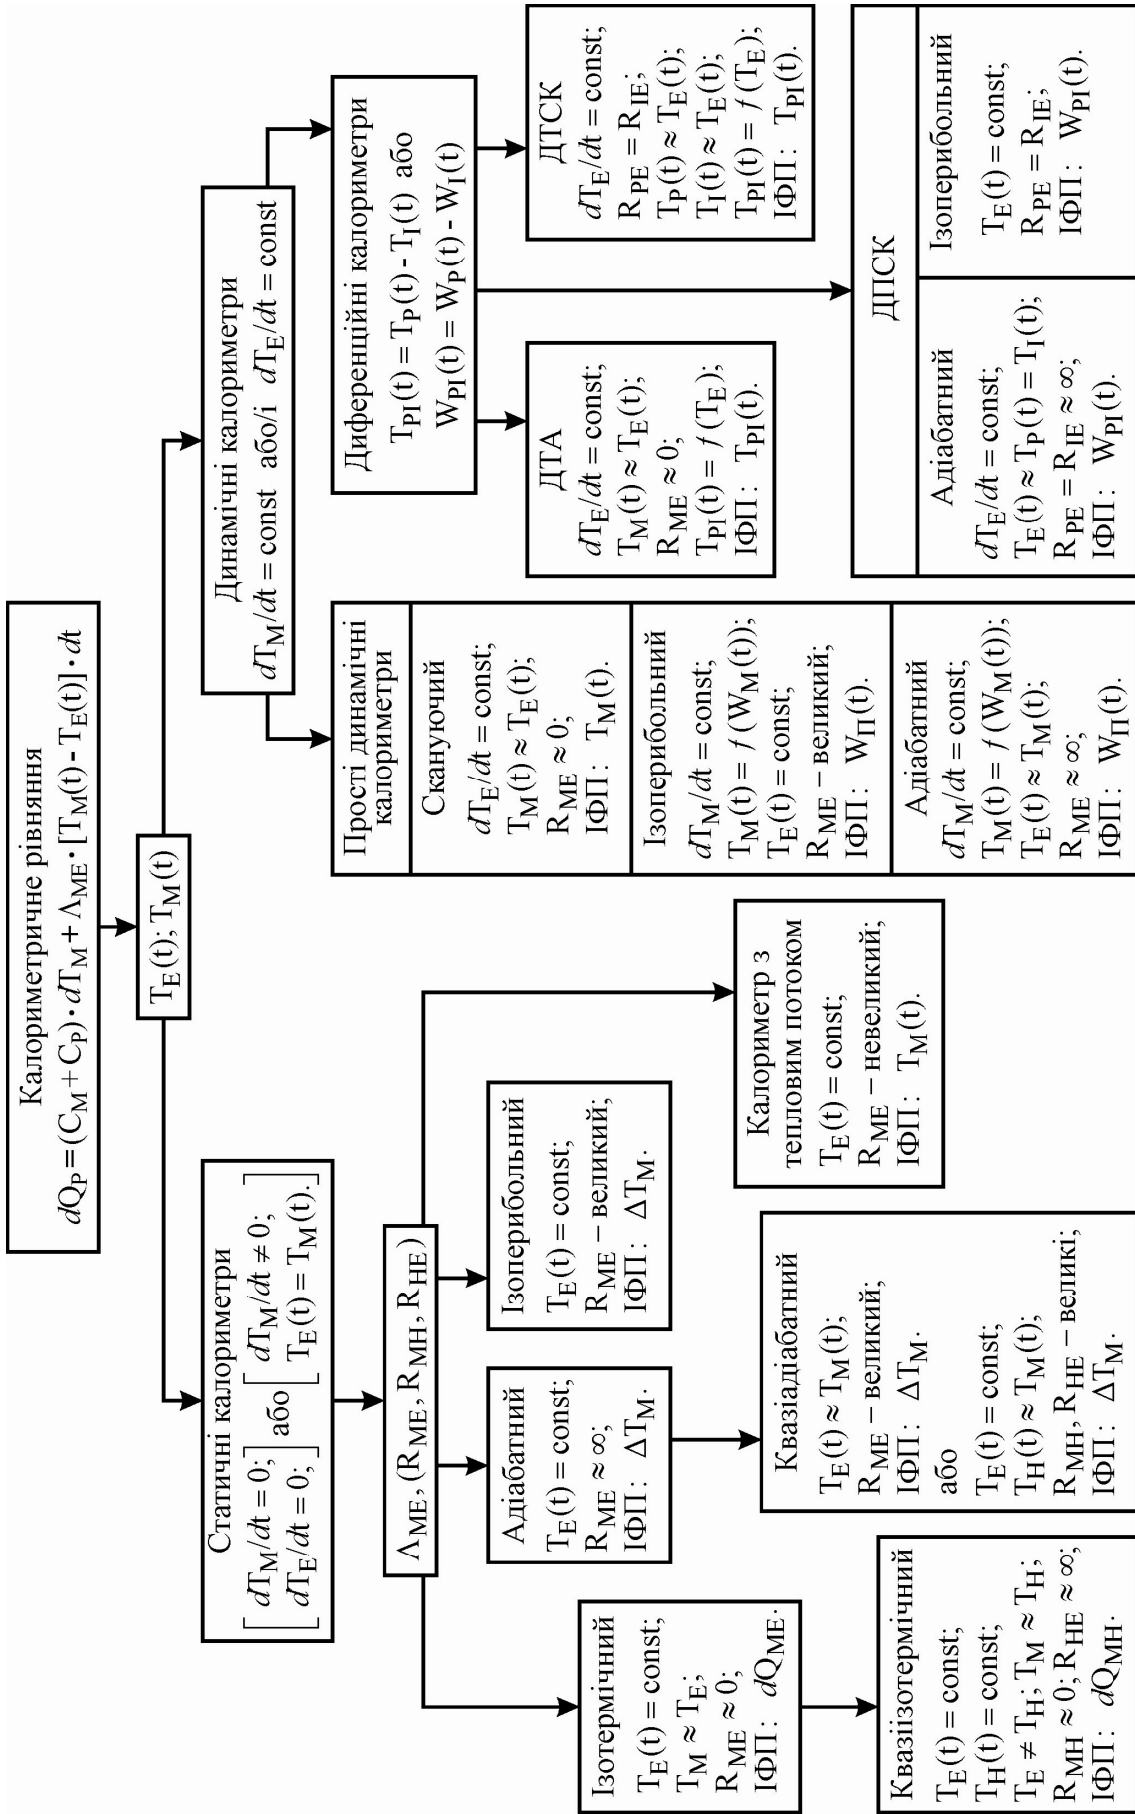 Калориметричне рівняння
dQ_P = (C_M + C_P) · dT_M + Λ_ME · [T_M(t) - T_E(t)] · dt
T_E(t); T_M(t)
Статичні калориметри
[dT_M/dt = 0; dT_E/dt = 0;] або [dT_M/dt ≠ 0; T_E(t) = T_M(t).]
Λ_ME, (R_ME, R_MH, R_HE)
Ізотермічний
T_E(t) = const;
T_M ≈ T_E;
R_ME ≈ 0;
ІФП: dQ_ME.
Квазіізотермічний
T_E(t) = const;
T_H(t) = const;
T_E ≠ T_H; T_M ≈ T_H;
R_MH ≈ 0; R_HE ≈ ∞;
ІФП: dQ_MH.
Адіабатний
T_E(t) = const;
R_ME ≈ ∞,
ІФП: ΔT_M.
Квазіадіабатний
T_E(t) ≈ T_M(t);
R_ME – великий,
ІФП: ΔT_M.
або
T_E(t) = const;
T_H(t) ≈ T_M(t);
R_MH, R_HE – великі;
ІФП: ΔT_M.
Ізоперибольний
T_E(t) = const;
R_ME – великий;
ІФП: ΔT_M.
Калориметр з
тепловим потоком
T_E(t) = const;
R_ME – невеликий;
ІФП: T_M(t).
Динамічні калориметри
dT_M/dt = const або/і dT_E/dt = const
Прості динамічні
калориметри
Скануючий
dT_E/dt = const;
T_M(t) ≈ T_E(t);
R_ME ≈ 0;
ІФП: T_M(t).
Ізоперибольний
dT_M/dt = const;
T_M(t) = f (W_M(t));
T_E(t) = const;
R_ME – великий;
ІФП: W_П(t).
Адіабатний
dT_M/dt = const;
T_M(t) = f (W_M(t));
T_E(t) ≈ T_M(t);
R_ME ≈ ∞;
ІФП: W_П(t).
Диференційні калориметри
T_PI(t) = T_P(t) - T_I(t) або
W_PI(t) = W_P(t) - W_I(t)
ДТА
dT_E/dt = const;
T_M(t) ≈ T_E(t);
R_ME ≈ 0;
T_PI(t) = f (T_E);
ІФП: T_PI(t).
ДТСК
dT_E/dt = const;
R_PE = R_IE;
T_P(t) ≈ T_E(t);
T_I(t) ≈ T_E(t);
T_PI(t) = f (T_E);
ІФП: T_PI(t).
ДПСК
Адіабатний
dT_E/dt = const;
T_E(t) ≈ T_P(t) = T_I(t);
R_PE = R_IE ≈ ∞;
ІФП: W_PI(t).
Ізоперибольний
T_E(t) = const;
R_PE = R_IE;
ІФП: W_PI(t).